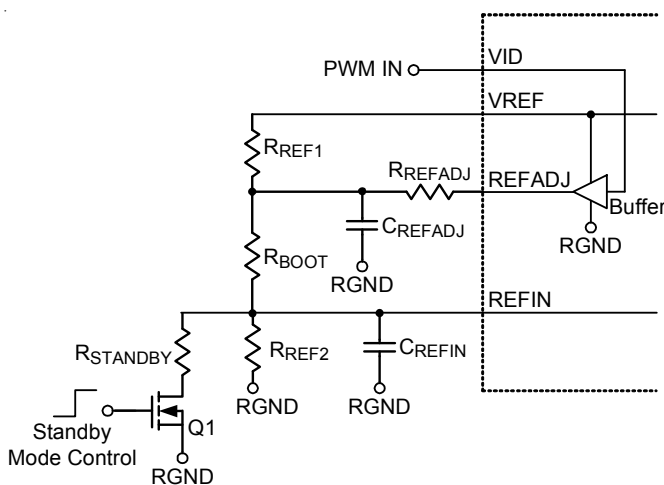 VID
PWM IN
VREF
RREF1
RREFADJ
REFADJ
Buffer
CREFADJ
RGND
RGND
RBOOT
REFIN
RSTANDBY
RREF2
CREFIN
RGND
RGND
Q1
Standby
Mode Control
RGND